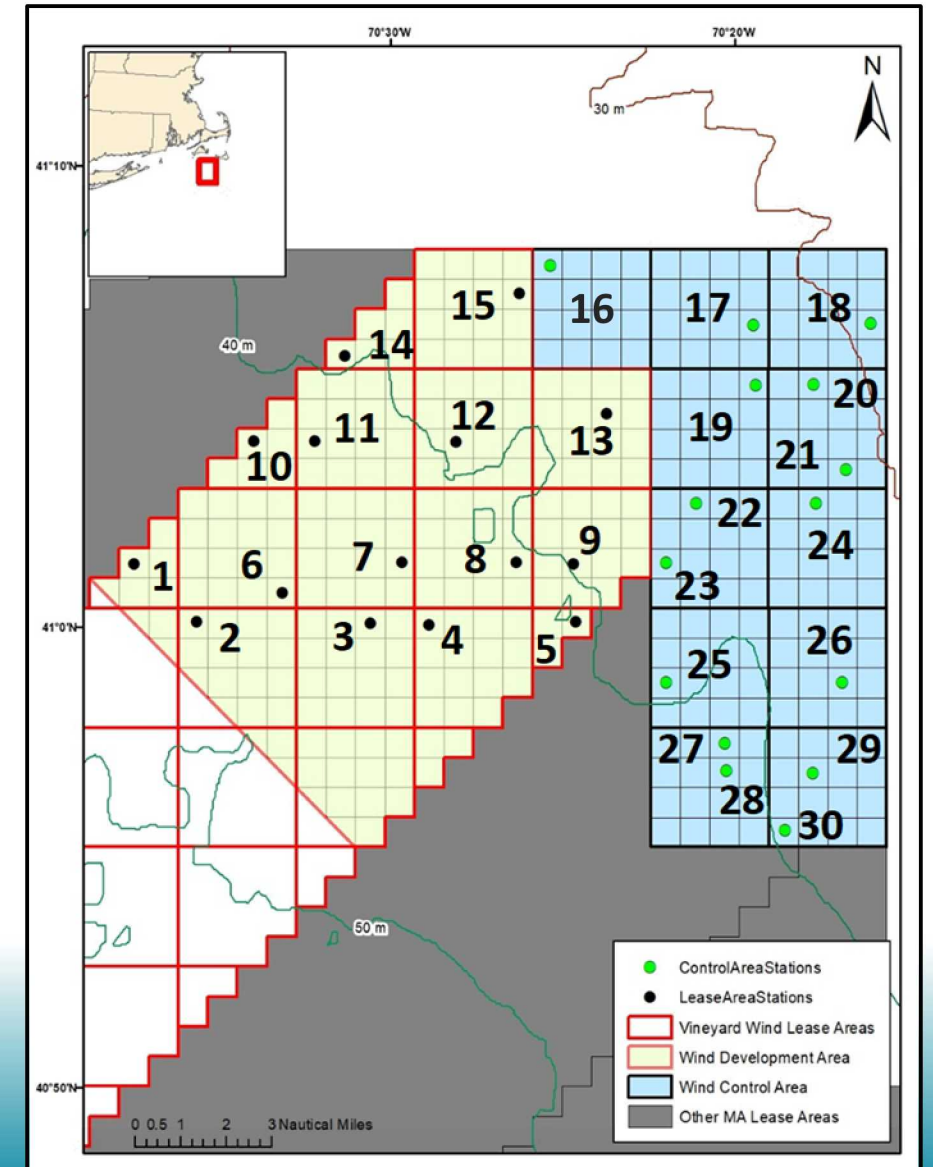 70°30'W
70°20'W
N
30 m
41°10'N
15
16
17
18
40 m
14
20
12
11
19
13
21
10
22
24
7
8
9
6
1
23
41°0'N
2
3
4
5
26
25
27
29
28
30
50 m
ControlAreaStations
LeaseAreaStations
Vineyard Wind Lease Areas
Wind Development Area
Wind Control Area
Other MA Lease Areas
40°50'N
0 0.5 1 2 3 Nautical Miles